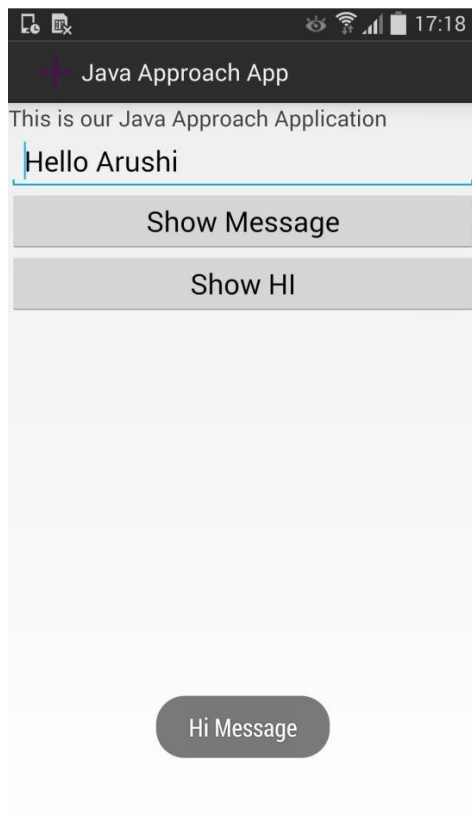 17:18
Java Approach App
This is our Java Approach Application
Hello Arushi
Show Message
Show HI
Hi Message